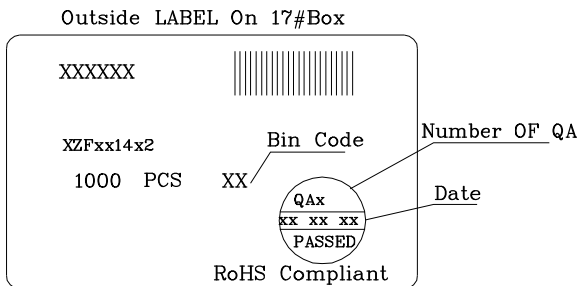 Outside LABEL On 17#Box
XXXXXX
XZFxx14x2
Bin Code
Number OF QA
1000 PCS XX
QAx
Date
xx xx xx
PASSED
RoHS Compliant